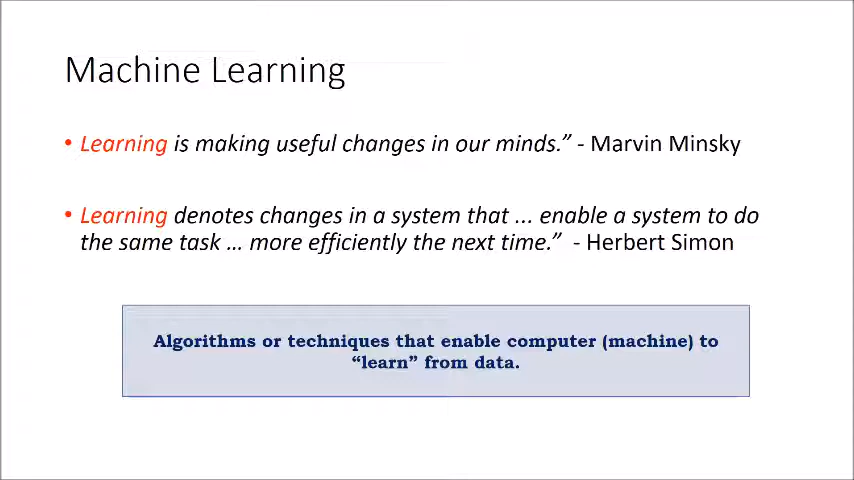 Machine Learning
• Learning is making useful changes in our minds.” - Marvin Minsky
• Learning denotes changes in a system that ... enable a system to do
the same task … more efficiently the next time.” - Herbert Simon
Algorithms or techniques that enable computer (machine) to
“learn” from data.